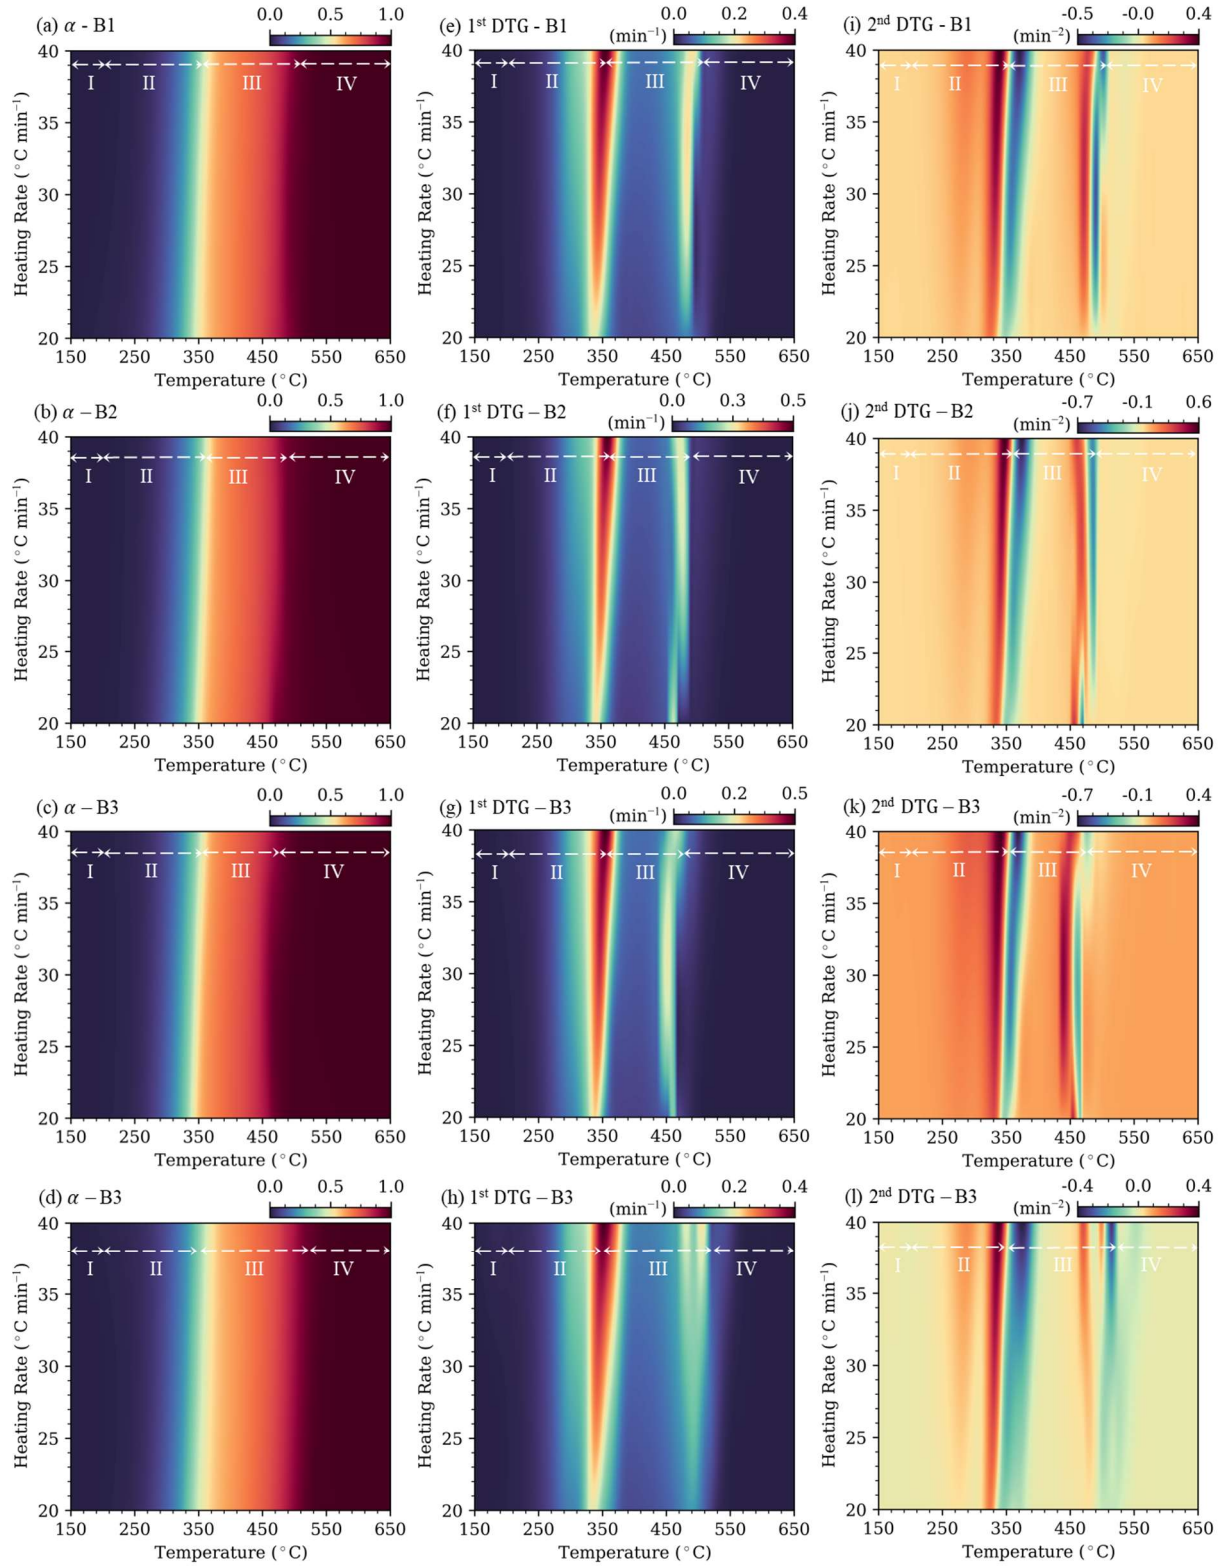 (a) α - B1
0.0 0.5 1.0
40
35
30
25
20
I II III IV
150 250 350 450 550 650
Heating Rate (°C min⁻¹)
Temperature (°C)
(e) 1st DTG - B1
(min⁻¹)
0.0 0.2 0.4
40
35
30
25
20
I II III IV
150 250 350 450 550 650
Heating Rate (°C min⁻¹)
Temperature (°C)
(i) 2nd DTG - B1
(min⁻²)
-0.5 -0.0 0.4
40
35
30
25
20
I II III IV
150 250 350 450 550 650
Heating Rate (°C min⁻¹)
Temperature (°C)
(b) α – B2
0.0 0.5 1.0
40
35
30
25
20
I II III IV
150 250 350 450 550 650
Heating Rate (°C min⁻¹)
Temperature (°C)
(f) 1st DTG – B2
(min⁻¹)
0.0 0.3 0.5
40
35
30
25
20
I II III IV
150 250 350 450 550 650
Heating Rate (°C min⁻¹)
Temperature (°C)
(j) 2nd DTG – B2
(min⁻²)
-0.7 -0.1 0.6
40
35
30
25
20
I II III IV
150 250 350 450 550 650
Heating Rate (°C min⁻¹)
Temperature (°C)
(c) α – B3
0.0 0.5 1.0
40
35
30
25
20
I II III IV
150 250 350 450 550 650
Heating Rate (°C min⁻¹)
Temperature (°C)
(g) 1st DTG – B3
(min⁻¹)
0.0 0.2 0.5
40
35
30
25
20
I II III IV
150 250 350 450 550 650
Heating Rate (°C min⁻¹)
Temperature (°C)
(k) 2nd DTG – B3
(min⁻²)
-0.7 -0.1 0.4
40
35
30
25
20
I II III IV
150 250 350 450 550 650
Heating Rate (°C min⁻¹)
Temperature (°C)
(d) α – B3
0.0 0.5 1.0
40
35
30
25
20
I II III IV
150 250 350 450 550 650
Heating Rate (°C min⁻¹)
Temperature (°C)
(h) 1st DTG – B3
(min⁻¹)
0.0 0.2 0.4
40
35
30
25
20
I II III IV
150 250 350 450 550 650
Heating Rate (°C min⁻¹)
Temperature (°C)
(l) 2nd DTG – B3
(min⁻²)
-0.4 0.0 0.4
40
35
30
25
20
I II III IV
150 250 350 450 550 650
Heating Rate (°C min⁻¹)
Temperature (°C)